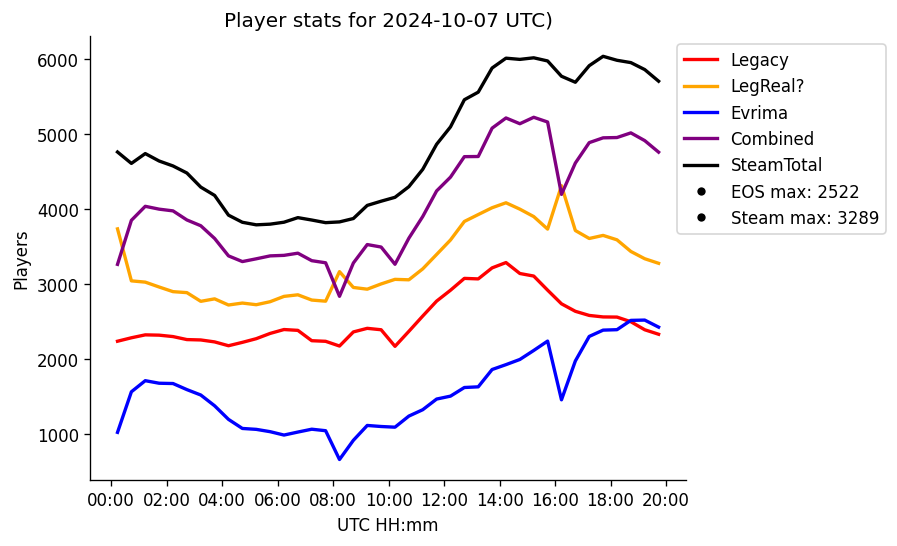 Player stats for 2024-10-07 UTC)
Players
6000
5000
4000
3000
2000
1000
00:00 02:00 04:00 06:00 08:00 10:00 12:00 14:00 16:00 18:00 20:00
UTC HH:mm
Legacy
LegReal?
Evrima
Combined
SteamTotal
EOS max: 2522
Steam max: 3289